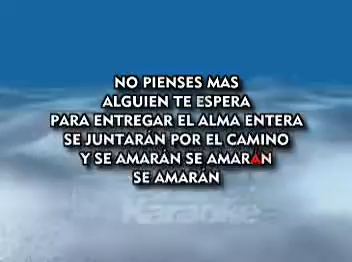 NO PIENSES MAS
ALGUIEN TE ESPERA
PARA ENTREGAR EL ALMA ENTERA
SE JUNTARÁN POR EL CAMINO
Y SE AMARÁN SE AMARÁN
SE AMARÁN
Karaoke